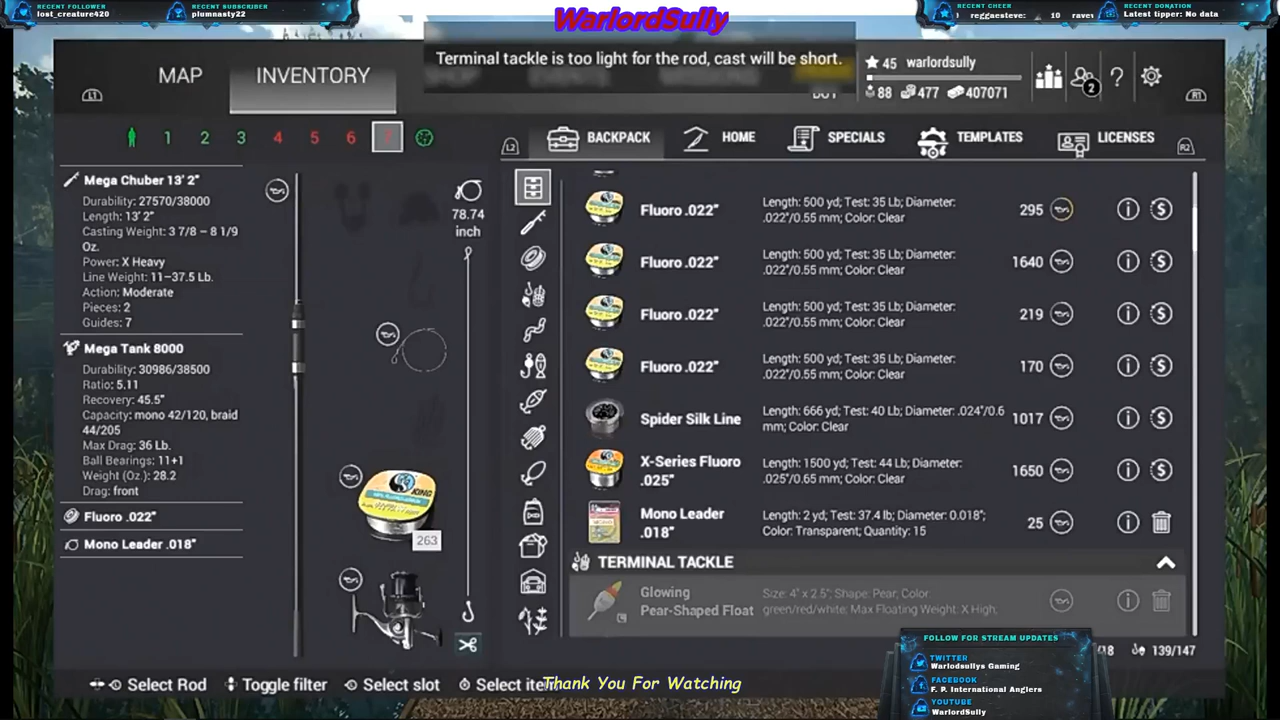 RECENT FOLLOWER
lost_creature420
RECENT SUBSCRIBER
plumnasty22
WarlordSully
RECENT CHEER
reggaesteve: 10 raves
RECENT DONATION
Latest tipper: No data
Terminal tackle is too light for the rod, cast will be short.
L1
MAP
INVENTORY
45 warlordsully
88 477 407071
2
?
R1
1 2 3 4 5 6
L2
BACKPACK
HOME
SPECIALS
TEMPLATES
LICENSES
R2
Mega Chuber 13' 2"
Durability: 27570/38000
Length: 13' 2"
Casting Weight: 3 7/8 – 8 1/9
Oz.
Power: X Heavy
Line Weight: 11–37.5 Lb.
Action: Moderate
Pieces: 2
Guides: 7
Mega Tank 8000
Durability: 30986/38500
Ratio: 5.11
Recovery: 45.5"
Capacity: mono 42/120, braid
44/205
Max Drag: 36 Lb.
Ball Bearings: 11+1
Weight (Oz.): 28.2
Drag: front
Fluoro .022"
Mono Leader .018"
78.74
inch
KING
263
Fluoro .022"
Length: 500 yd; Test: 35 Lb; Diameter:
.022"/0.55 mm; Color: Clear
295
Fluoro .022"
Length: 500 yd; Test: 35 Lb; Diameter:
.022"/0.55 mm; Color: Clear
1640
Fluoro .022"
Length: 500 yd; Test: 35 Lb; Diameter:
.022"/0.55 mm; Color: Clear
219
Fluoro .022"
Length: 500 yd; Test: 35 Lb; Diameter:
.022"/0.55 mm; Color: Clear
170
Spider Silk Line
Length: 666 yd; Test: 40 Lb; Diameter: .024"/0.6
mm; Color: Clear
1017
X-Series Fluoro
.025"
Length: 1500 yd; Test: 44 Lb; Diameter:
.025"/0.65 mm; Color: Clear
1650
Mono Leader
.018"
Length: 2 yd; Test: 37.4 lb; Diameter: 0.018";
Color: Transparent; Quantity: 15
25
TERMINAL TACKLE
Glowing
Pear-Shaped Float
Size: 4" x 2.5"; Shape: Pear, Color:
green/red/white; Max Floating Weight: X High,
139/147
Select Rod
Toggle filter
Select slot
Select item
Thank You For Watching
FOLLOW FOR STREAM UPDATES
TWITTER
Warlodsullys Gaming
FACEBOOK
F. P. International Anglers
YOUTUBE
WarlordSully